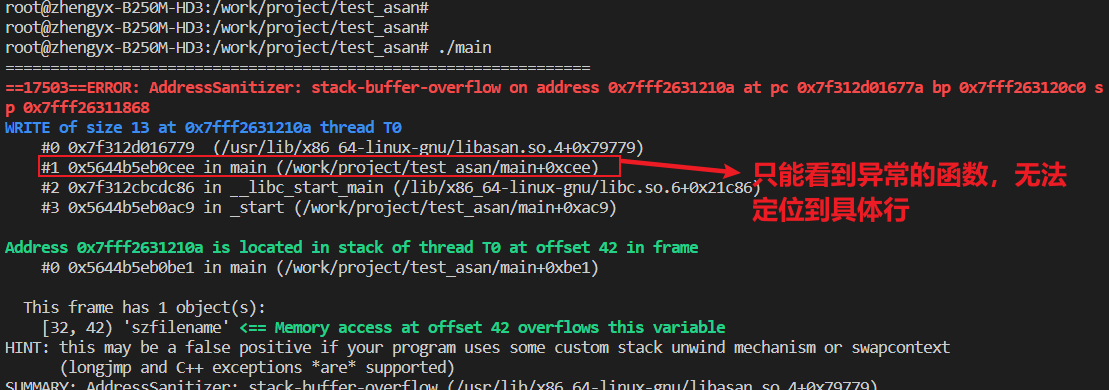 root@zhengyx-B250M-HD3:/work/project/test_asan#
root@zhengyx-B250M-HD3:/work/project/test_asan#
root@zhengyx-B250M-HD3:/work/project/test_asan# ./main
=================================================================
==17503==ERROR: AddressSanitizer: stack-buffer-overflow on address 0x7fff2631210a at pc 0x7f312d01677a bp 0x7fff263120c0 s
p 0x7fff26311868
WRITE of size 13 at 0x7fff2631210a thread T0
    #0 0x7f312d016779  (/usr/lib/x86_64-linux-gnu/libasan.so.4+0x79779)
    #1 0x5644b5eb0cee in main (/work/project/test_asan/main+0xcee)
    #2 0x7f312cbcdc86 in __libc_start_main (/lib/x86_64-linux-gnu/libc.so.6+0x21c86)
    #3 0x5644b5eb0ac9 in _start (/work/project/test_asan/main+0xac9)
只能看到异常的函数，无法
定位到具体行
Address 0x7fff2631210a is located in stack of thread T0 at offset 42 in frame
    #0 0x5644b5eb0be1 in main (/work/project/test_asan/main+0xbe1)
  This frame has 1 object(s):
    [32, 42) 'szfilename' <== Memory access at offset 42 overflows this variable
HINT: this may be a false positive if your program uses some custom stack unwind mechanism or swapcontext
      (longjmp and C++ exceptions *are* supported)
SUMMARY: AddressSanitizer: stack-buffer-overflow (/usr/lib/x86_64-linux-gnu/libasan.so.4+0x79779)